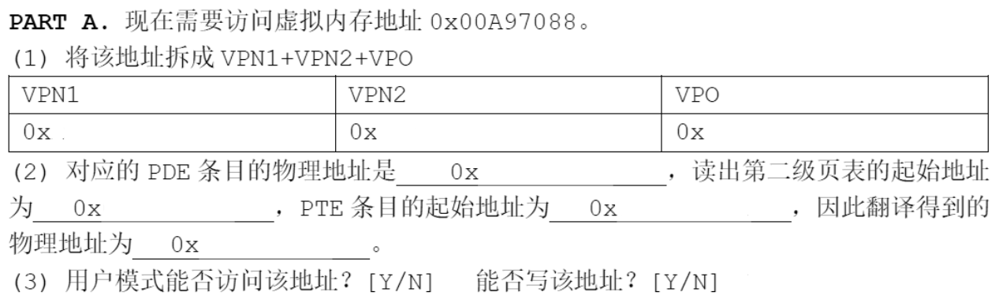 PART A. 现在需要访问虚拟内存地址 0x00A97088。
(1) 将该地址拆成 VPN1+VPN2+VPO
VPN1 VPN2 VPO
0x 0x 0x
(2) 对应的 PDE 条目的物理地址是 0x ，读出第二级页表的起始地址
为 0x ，PTE 条目的起始地址为 0x ，因此翻译得到的
物理地址为 0x 。
(3) 用户模式能否访问该地址？[Y/N] 能否写该地址？[Y/N]